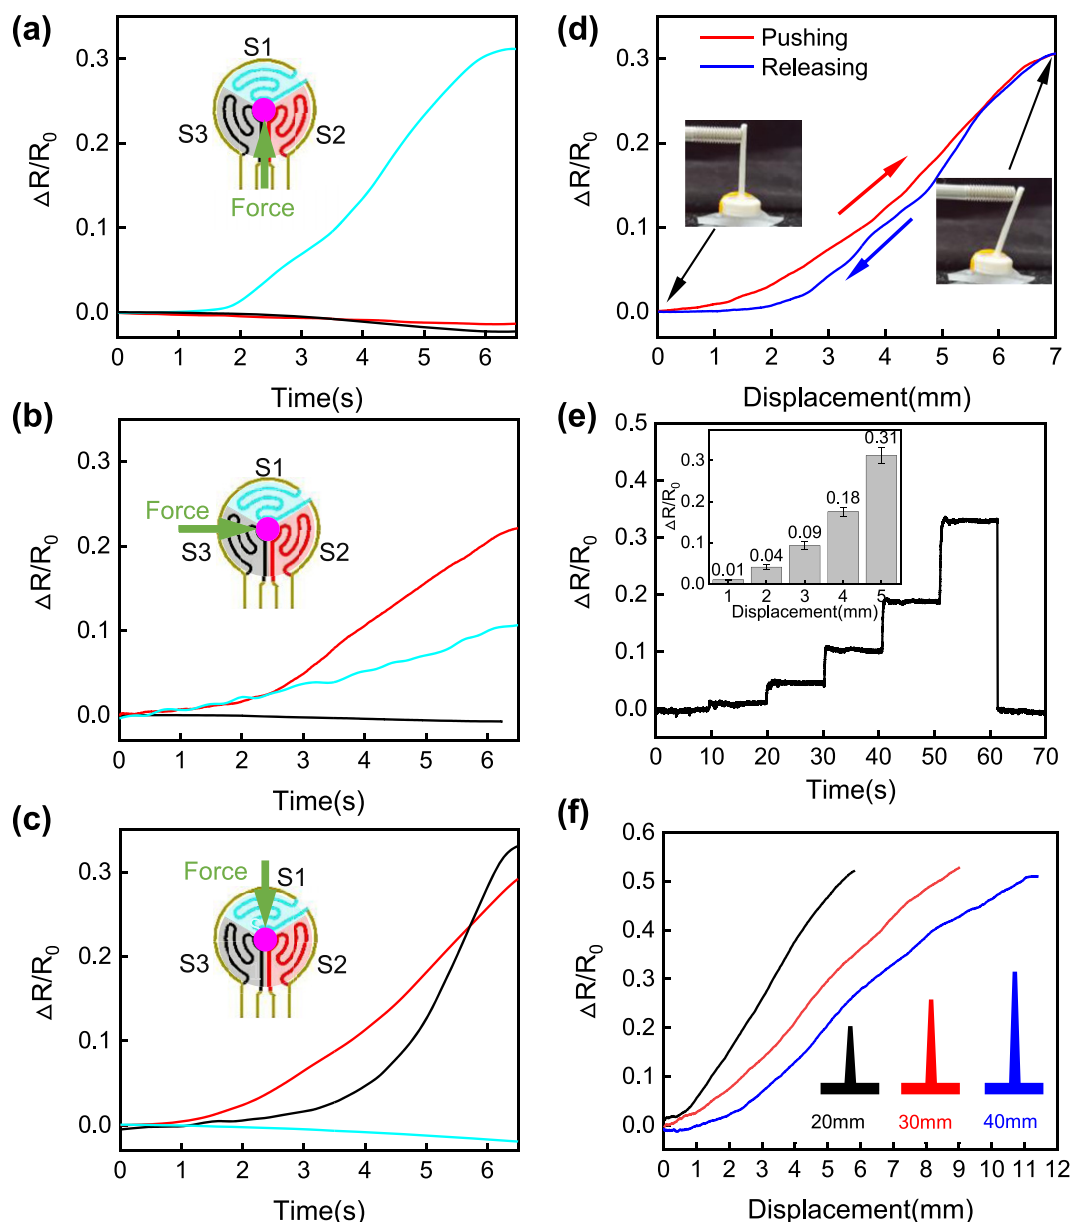 (a)
0.3
0.2
0.1
0.0
ΔR/R0
S1
S3
S2
Force
0 1 2 3 4 5 6
Time(s)
(b)
0.3
0.2
0.1
0.0
ΔR/R0
S1
Force
S3
S2
0 1 2 3 4 5 6
Time(s)
(c)
0.3
0.2
0.1
0.0
ΔR/R0
Force
S1
S3
S2
0 1 2 3 4 5 6
Time(s)
(d)
0.3
0.2
0.1
0.0
ΔR/R0
Pushing
Releasing
0 1 2 3 4 5 6 7
Displacement(mm)
(e)
0.5
0.4
0.3
0.2
0.1
0.0
ΔR/R0
0.3
0.2
0.1
0.0
ΔR/R0
0.01
0.04
0.09
0.18
0.31
1 2 3 4 5
Displacement(mm)
0 10 20 30 40 50 60 70
Time(s)
(f)
0.6
0.5
0.4
0.3
0.2
0.1
0.0
ΔR/R0
20mm
30mm
40mm
0 1 2 3 4 5 6 7 8 9 10 11 12
Displacement(mm)